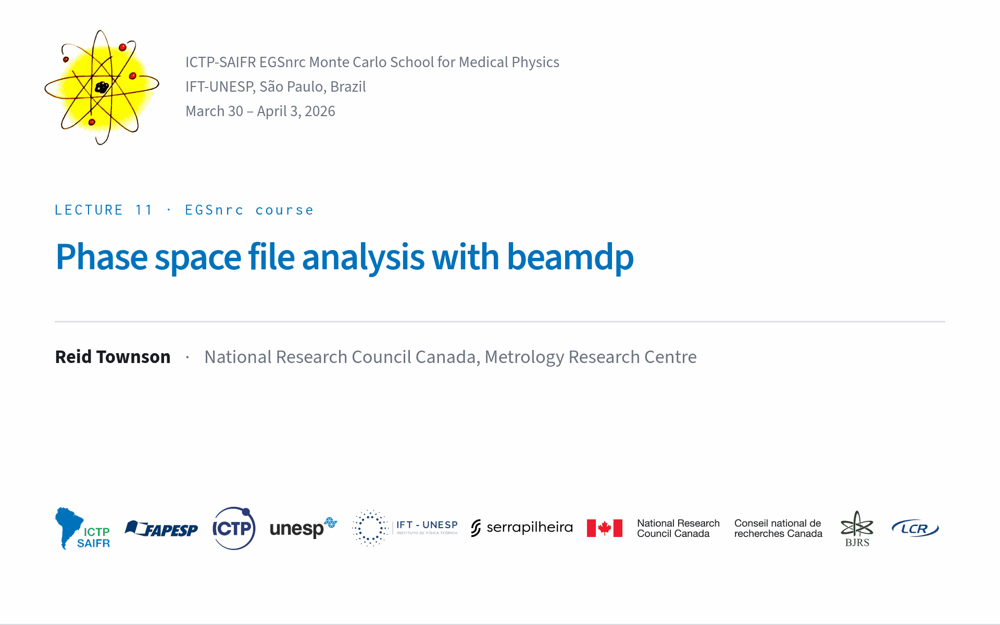 ICTP-SAIFR EGSnrc Monte Carlo School for Medical Physics
IFT-UNESP, São Paulo, Brazil
March 30 – April 3, 2026
LECTURE 11 · EGSnrc course
Phase space file analysis with beamdp
Reid Townson · National Research Council Canada, Metrology Research Centre
ICTP
SAIFR
FAPESP
ICTP
unesp
IFT - UNESP
INSTITUTO DE FÍSICA TEÓRICA
serrapilheira
National Research
Council Canada
Conseil national de
recherches Canada
BJRS
LCR